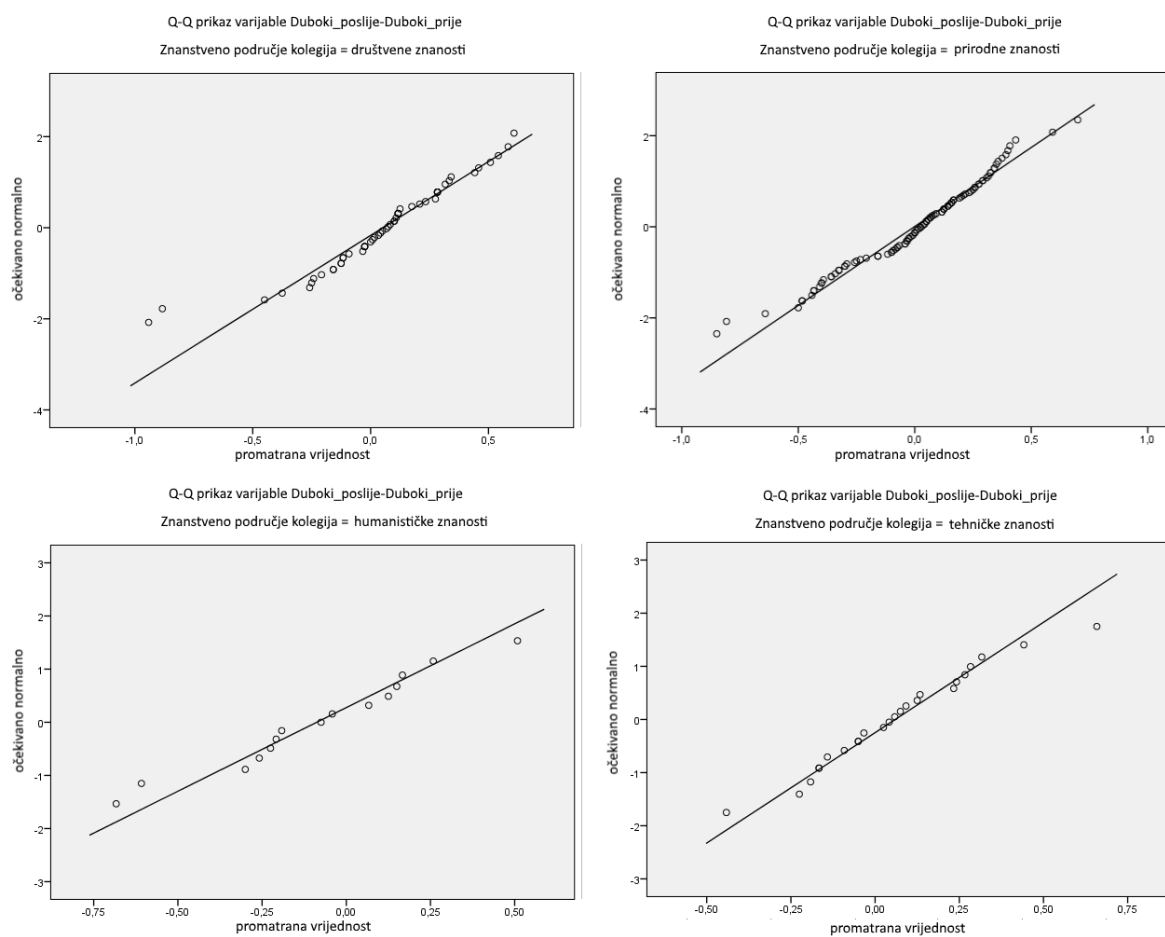 Q-Q prikaz varijable Duboki_poslije-Duboki_prije
Znanstveno područje kolegija = društvene znanosti
očekivano normalno
2
0
-2
-4
-1,0
-0,5
0,0
0,5
promatrana vrijednost
Q-Q prikaz varijable Duboki_poslije-Duboki_prije
Znanstveno područje kolegija = prirodne znanosti
očekivano normalno
2
0
-2
-4
-1,0
-0,5
0,0
0,5
1,0
promatrana vrijednost
Q-Q prikaz varijable Duboki_poslije-Duboki_prije
Znanstveno područje kolegija = humanističke znanosti
očekivano normalno
3
2
1
0
-1
-2
-3
-0,75
-0,50
-0,25
0,00
0,25
0,50
promatrana vrijednost
Q-Q prikaz varijable Duboki_poslije-Duboki_prije
Znanstveno područje kolegija = tehničke znanosti
očekivano normalno
3
2
1
0
-1
-2
-3
-0,50
-0,25
0,00
0,25
0,50
0,75
promatrana vrijednost